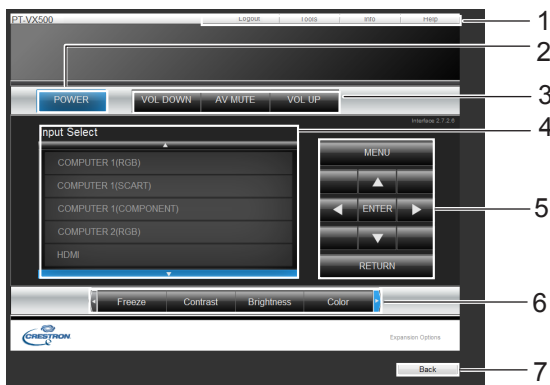 PT-VX500 Logout Tools Info Help 1
2
POWER VOL DOWN AV MUTE VOL UP 3
Interface 2.7.2.6
nput Select 4
MENU
COMPUTER 1(RGB)
COMPUTER 1(SCART)
COMPUTER 1(COMPONENT) ENTER 5
COMPUTER 2(RGB)
HDMI RETURN
Freeze Contrast Brightness Color 6
CRESTRON Expansion Options
Back 7